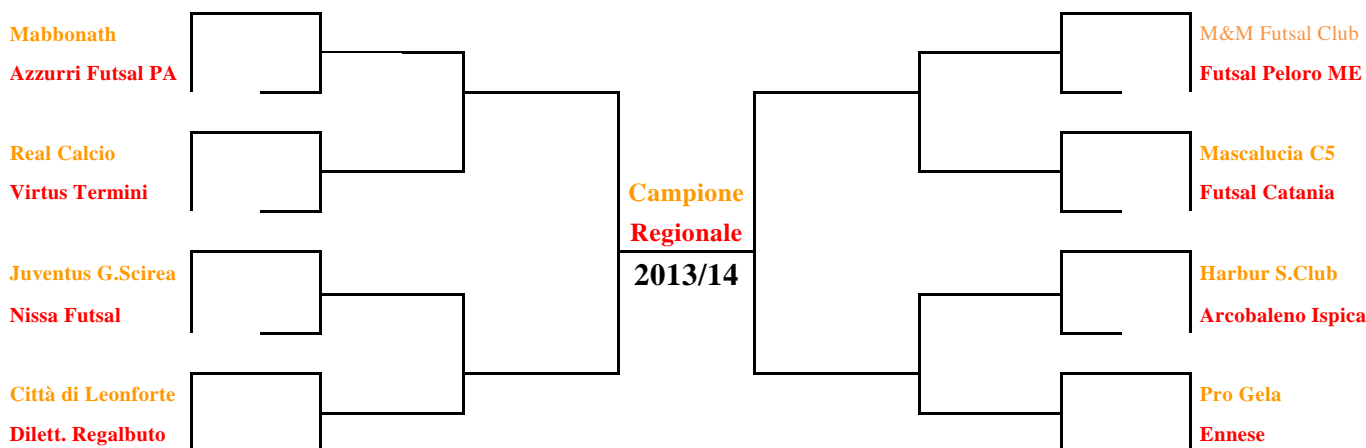 Mabbonath
Azzurri Futsal PA
Real Calcio
Virtus Termini
Juventus G.Scirea
Nissa Futsal
Città di Leonforte
Dilett. Regalbuto
Campione
Regionale
2013/14
M&M Futsal Club
Futsal Peloro ME
Mascalucia C5
Futsal Catania
Harbur S.Club
Arcobaleno Ispica
Pro Gela
Ennese